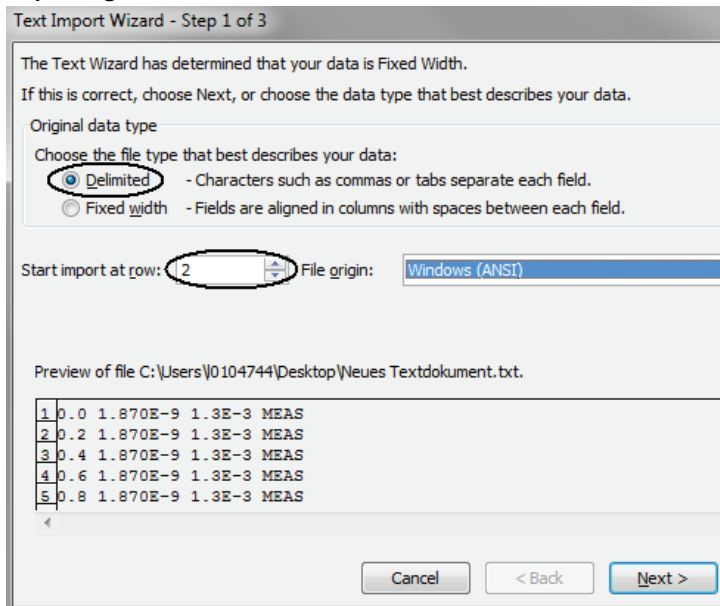 Text Import Wizard - Step 1 of 3
The Text Wizard has determined that your data is Fixed Width.
If this is correct, choose Next, or choose the data type that best describes your data.
Original data type
Choose the file type that best describes your data:
Delimited - Characters such as commas or tabs separate each field.
Fixed width - Fields are aligned in columns with spaces between each field.
Start import at row: 2 File origin: Windows (ANSI)
Preview of file C:\Users\l0104744\Desktop\Neues Textdokument.txt.
1 0.0 1.870E-9 1.3E-3 MEAS
2 0.2 1.870E-9 1.3E-3 MEAS
3 0.4 1.870E-9 1.3E-3 MEAS
4 0.6 1.870E-9 1.3E-3 MEAS
5 0.8 1.870E-9 1.3E-3 MEAS
Cancel < Back Next >